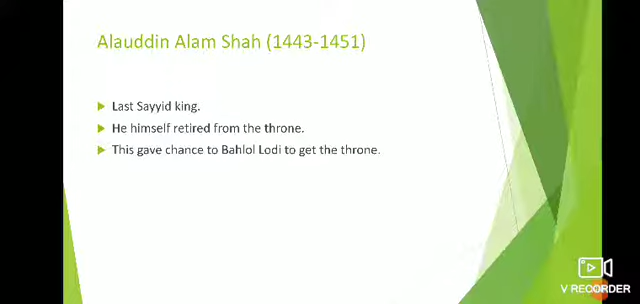 Alauddin Alam Shah (1443-1451)
Last Sayyid king.
He himself retired from the throne.
This gave chance to Bahlol Lodi to get the throne.
V RECORDER